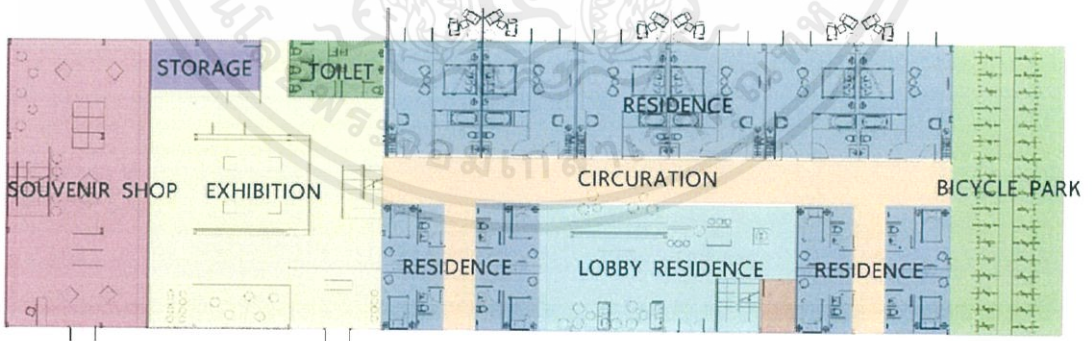 STORAGE
TOILET
RESIDENCE
SOUVENIR SHOP
EXHIBITION
CIRCURATION
BICYCLE PARK
RESIDENCE
LOBBY RESIDENCE
RESIDENCE